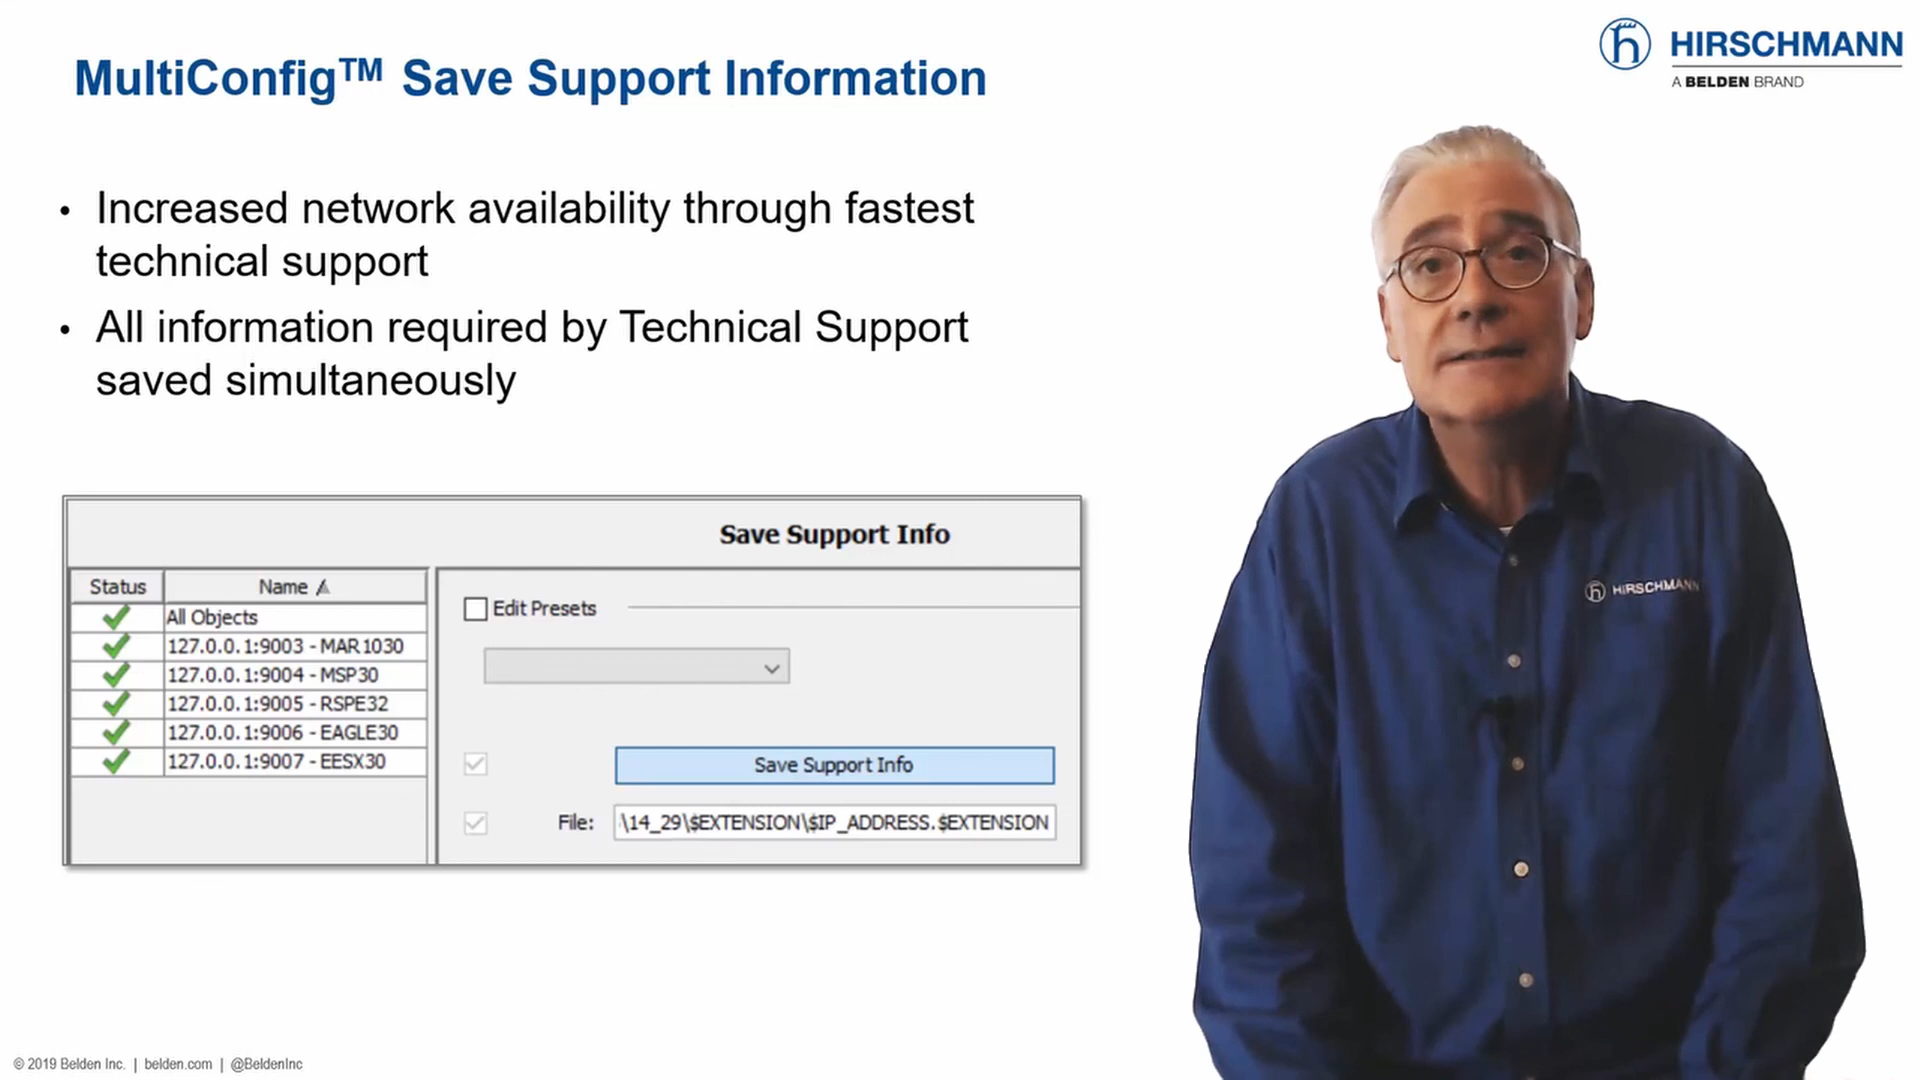 MultiConfig™ Save Support Information
HIRSCHMANN
A BELDEN BRAND
• Increased network availability through fastest
technical support
• All information required by Technical Support
saved simultaneously
Save Support Info
Status Name
All Objects
127.0.0.1:9003 - MAR1030
127.0.0.1:9004 - MSP30
127.0.0.1:9005 - RSPE32
127.0.0.1:9006 - EAGLE30
127.0.0.1:9007 - EESX30
Edit Presets
Save Support Info
File: \14_29\$EXTENSION\$IP_ADDRESS.$EXTENSION
HIRSCHMANN
© 2019 Belden Inc. | belden.com | @BeldenInc